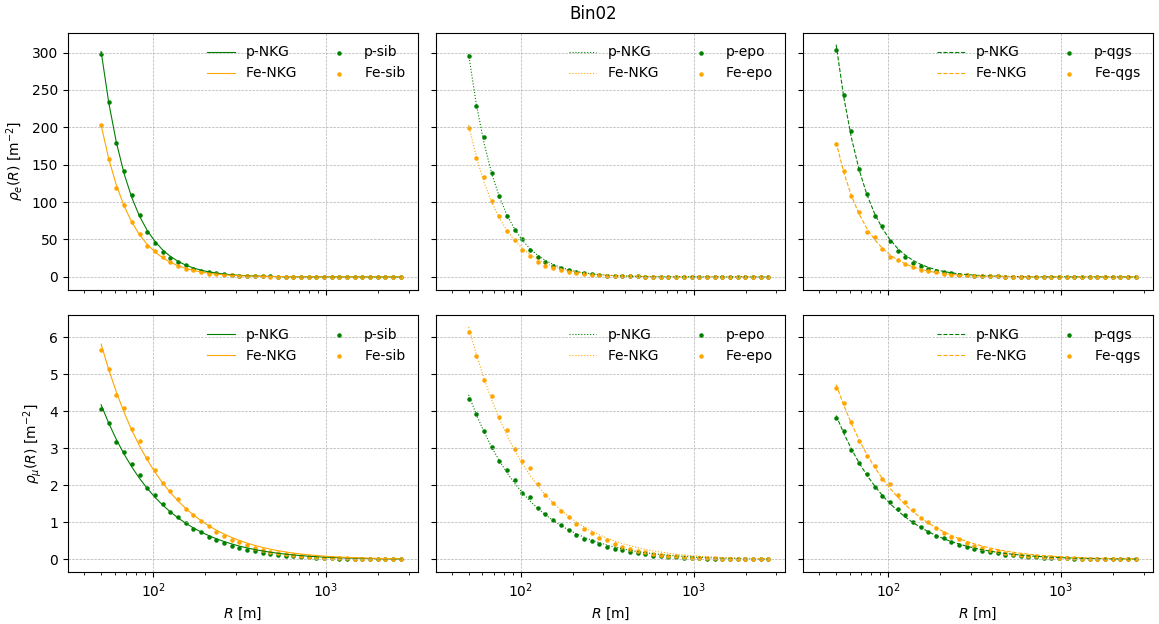 Bin02
300
250
200
150
100
50
0
ρ_e(R) [m⁻²]
p-NKG p-sib
Fe-NKG Fe-sib
p-NKG p-epo
Fe-NKG Fe-epo
p-NKG p-qgs
Fe-NKG Fe-qgs
6
5
4
3
2
1
0
ρ_μ(R) [m⁻²]
p-NKG p-sib
Fe-NKG Fe-sib
p-NKG p-epo
Fe-NKG Fe-epo
p-NKG p-qgs
Fe-NKG Fe-qgs
10² 10³ 10² 10³ 10² 10³
R [m] R [m] R [m]